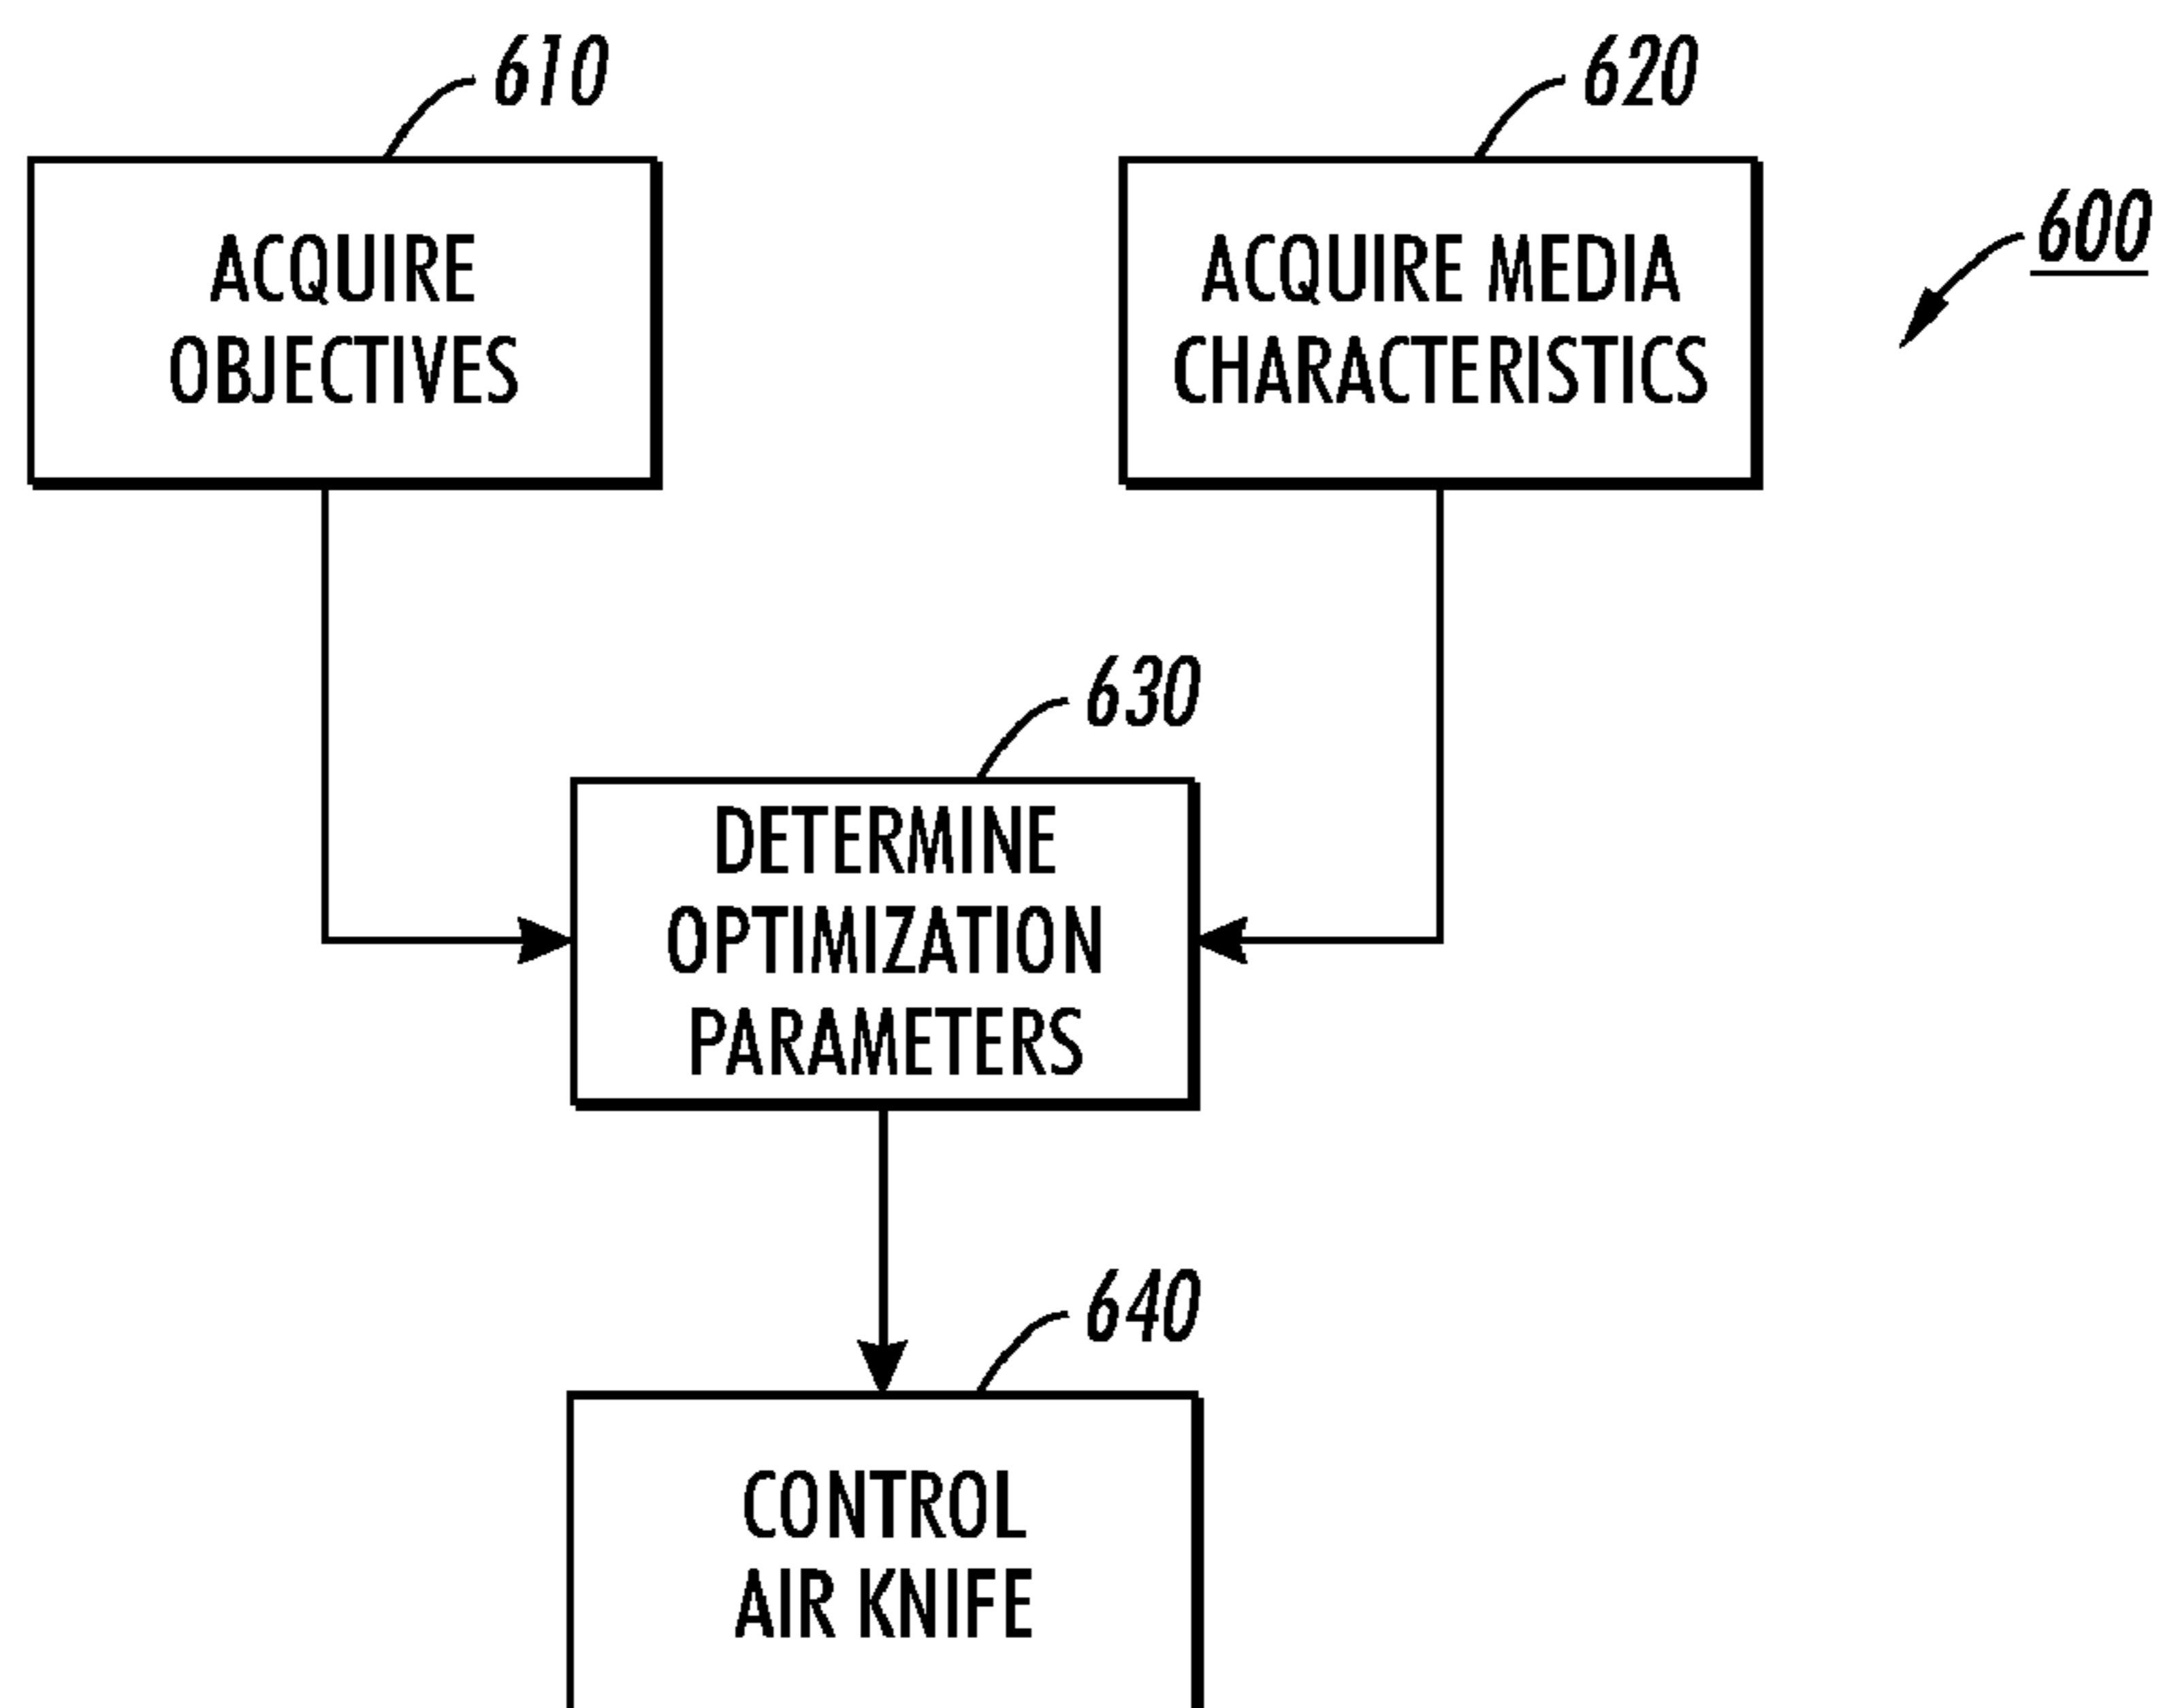 610
620
600
ACQUIRE
OBJECTIVES
ACQUIRE MEDIA
CHARACTERISTICS
630
DETERMINE
OPTIMIZATION
PARAMETERS
640
CONTROL
AIR KNIFE